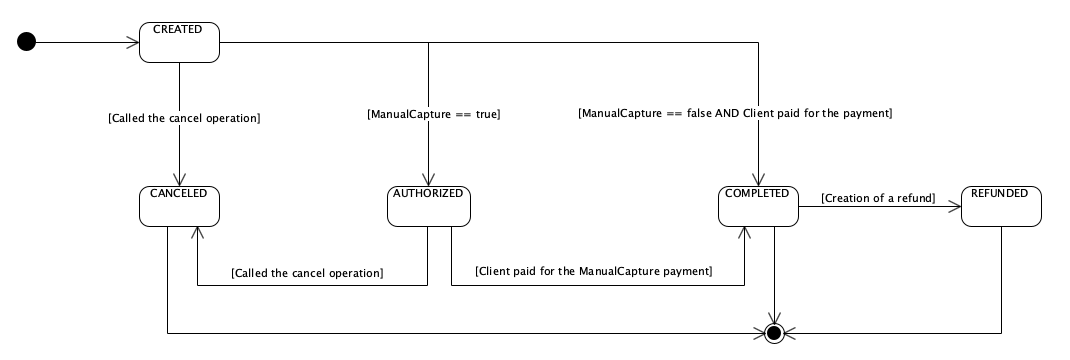 CREATED
[Called the cancel operation]
[ManualCapture == true]
[ManualCapture == false AND Client paid for the payment]
CANCELED
AUTHORIZED
COMPLETED
[Creation of a refund]
REFUNDED
[Called the cancel operation]
[Client paid for the ManualCapture payment]